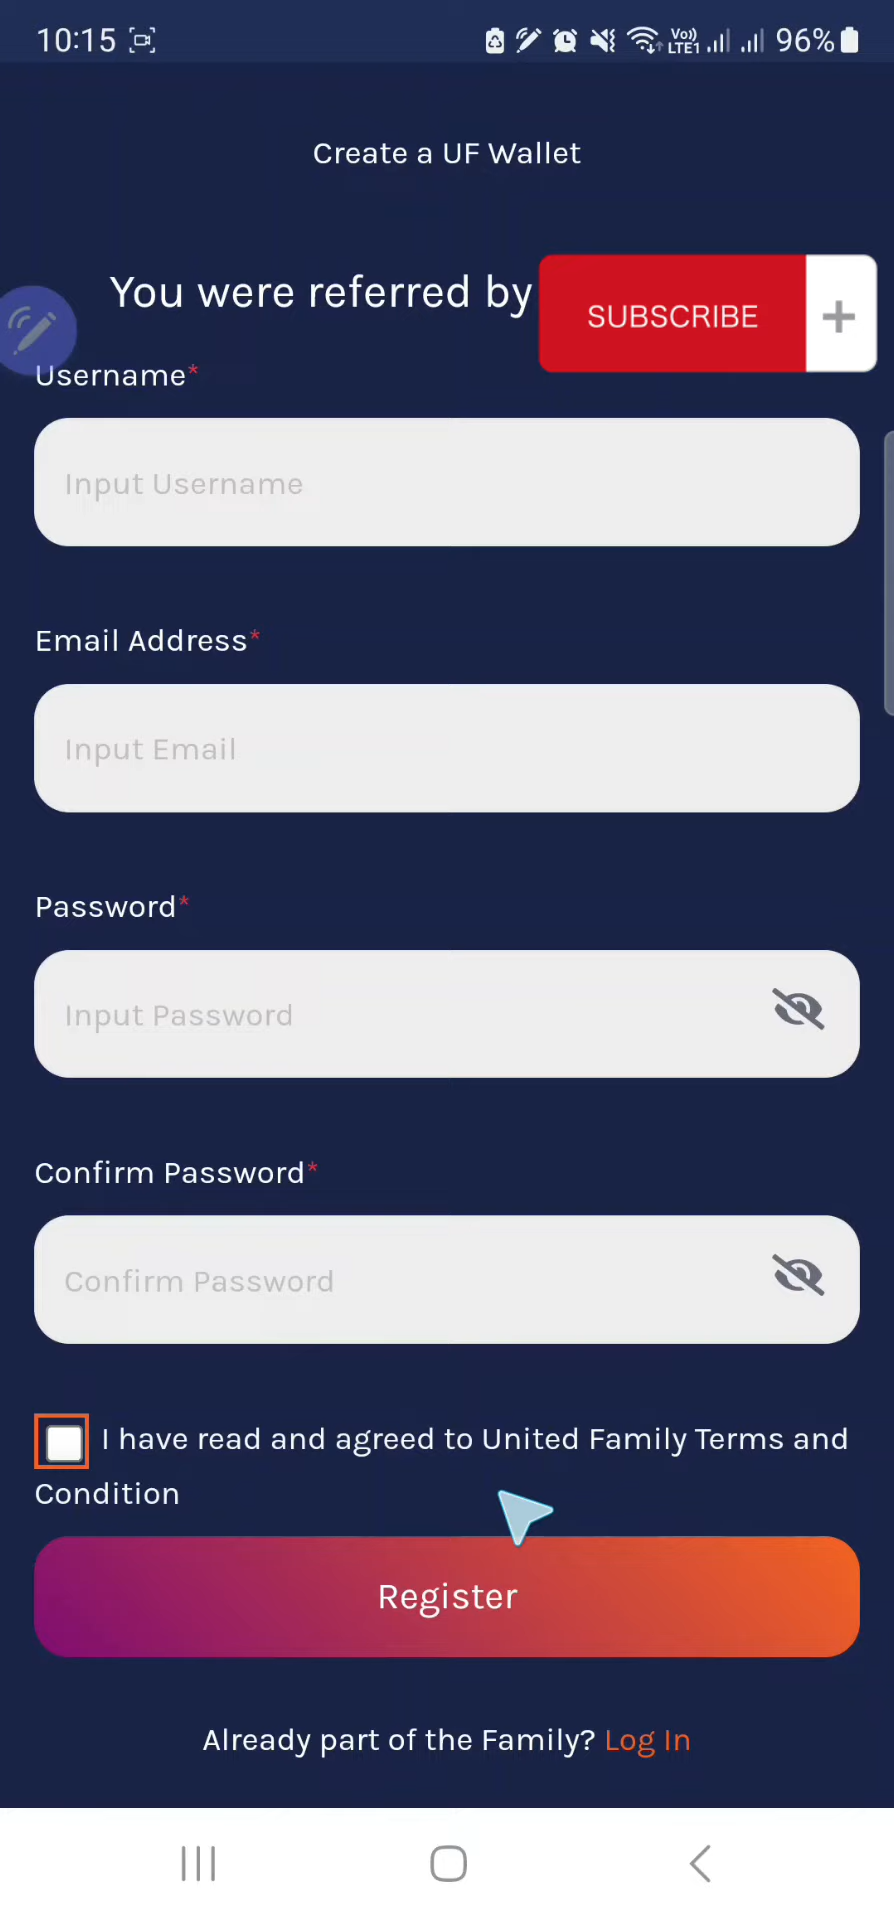 10:15 Vo)) LTE1 96%
Create a UF Wallet
You were referred by
SUBSCRIBE +
Username*
Input Username
Email Address*
Input Email
Password*
Input Password
Confirm Password*
Confirm Password
I have read and agreed to United Family Terms and
Condition
Register
Already part of the Family? Log In